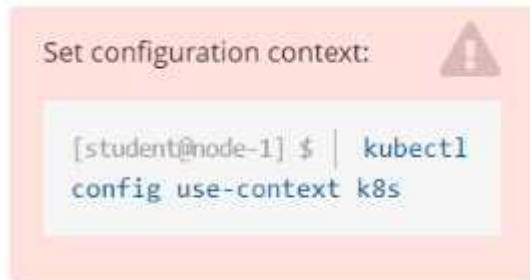 Set configuration context:
[student@node-1] $ | kubectl
config use-context k8s